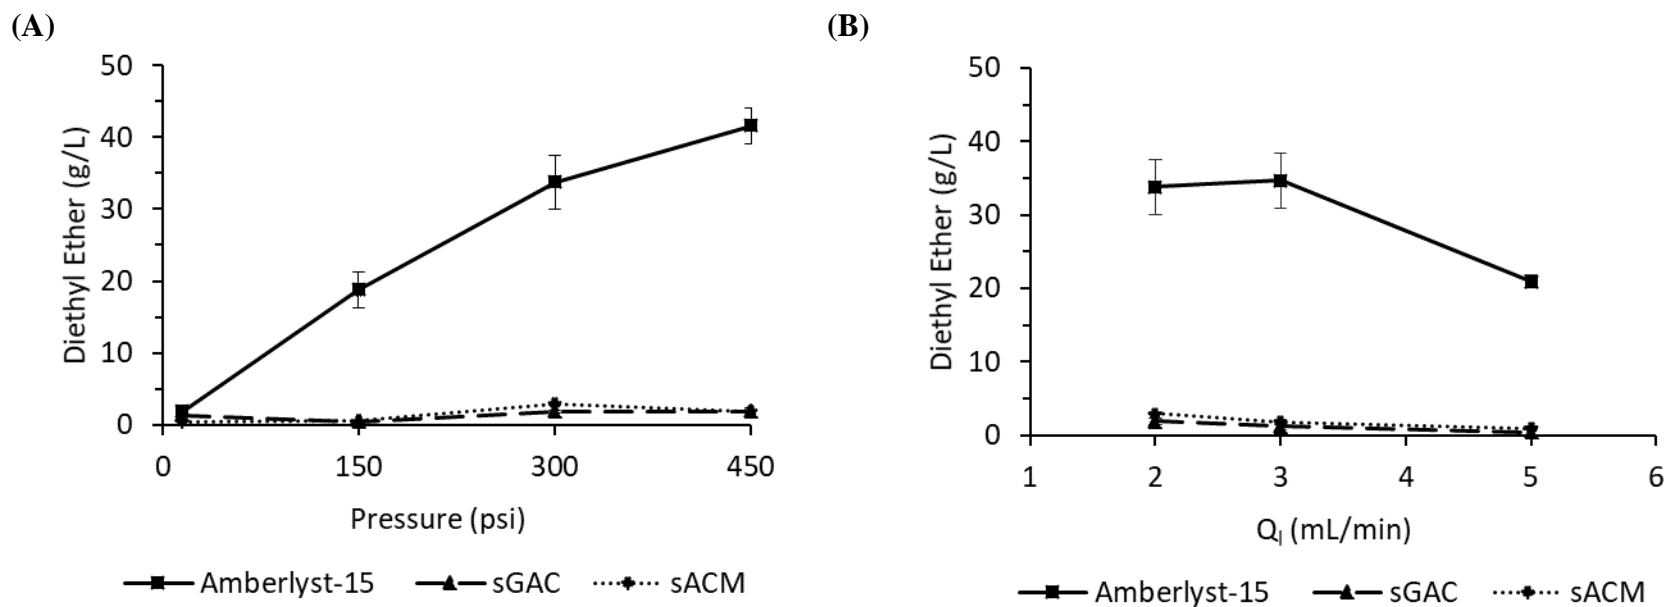 (A)
50
40
30
20
10
0
Diethyl Ether (g/L)
0 150 300 450
Pressure (psi)
Amberlyst-15 sGAC sACM
(B)
50
40
30
20
10
0
Diethyl Ether (g/L)
1 2 3 4 5 6
Ql (mL/min)
Amberlyst-15 sGAC sACM